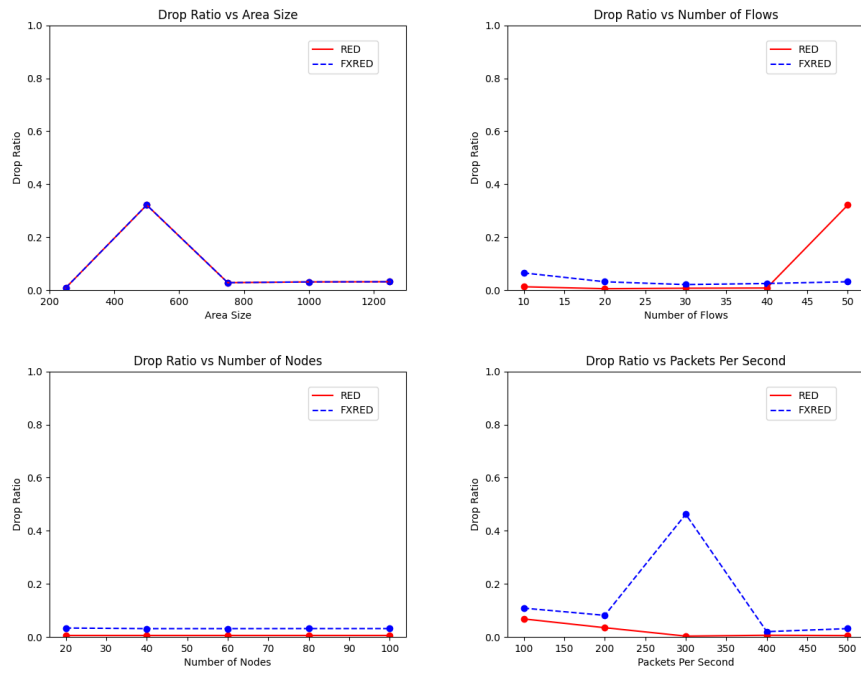 Drop Ratio vs Area Size
1.0
0.8
0.6
0.4
0.2
0.0
Drop Ratio
RED
FXRED
200 400 600 800 1000 1200
Area Size
Drop Ratio vs Number of Flows
1.0
0.8
0.6
0.4
0.2
0.0
Drop Ratio
RED
FXRED
10 15 20 25 30 35 40 45 50
Number of Flows
Drop Ratio vs Number of Nodes
1.0
0.8
0.6
0.4
0.2
0.0
Drop Ratio
RED
FXRED
20 30 40 50 60 70 80 90 100
Number of Nodes
Drop Ratio vs Packets Per Second
1.0
0.8
0.6
0.4
0.2
0.0
Drop Ratio
RED
FXRED
100 150 200 250 300 350 400 450 500
Packets Per Second